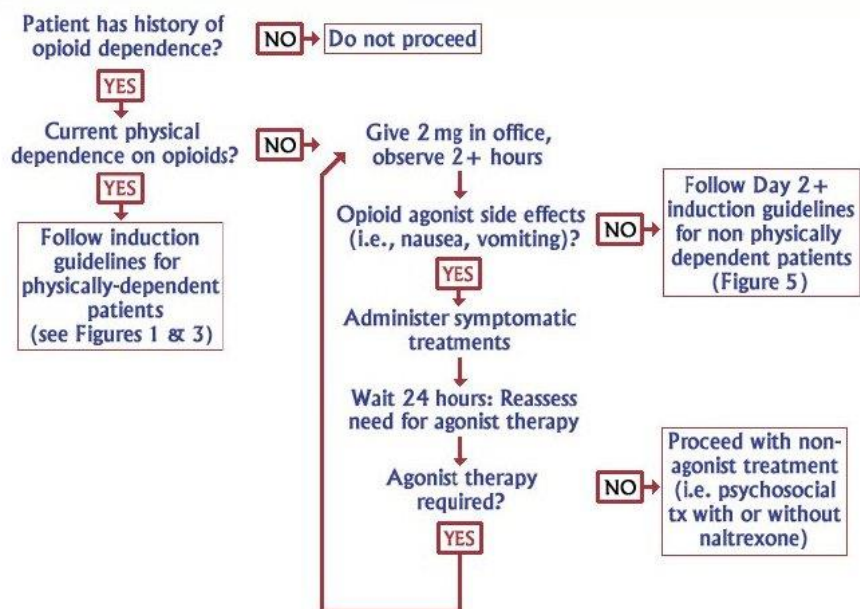 Patient has history of
opioid dependence?
NO
Do not proceed
YES
Current physical
dependence on opioids?
NO
YES
Follow induction
guidelines for
physically-dependent
patients
(see Figures 1 & 3)
Give 2 mg in office,
observe 2+ hours
Opioid agonist side effects
(i.e., nausea, vomiting)?
NO
Follow Day 2+
induction guidelines
for non physically
dependent patients
(Figure 5)
YES
Administer symptomatic
treatments
Wait 24 hours: Reassess
need for agonist therapy
Agonist therapy
required?
NO
Proceed with non-
agonist treatment
(i.e. psychosocial
tx with or without
naltrexone)
YES